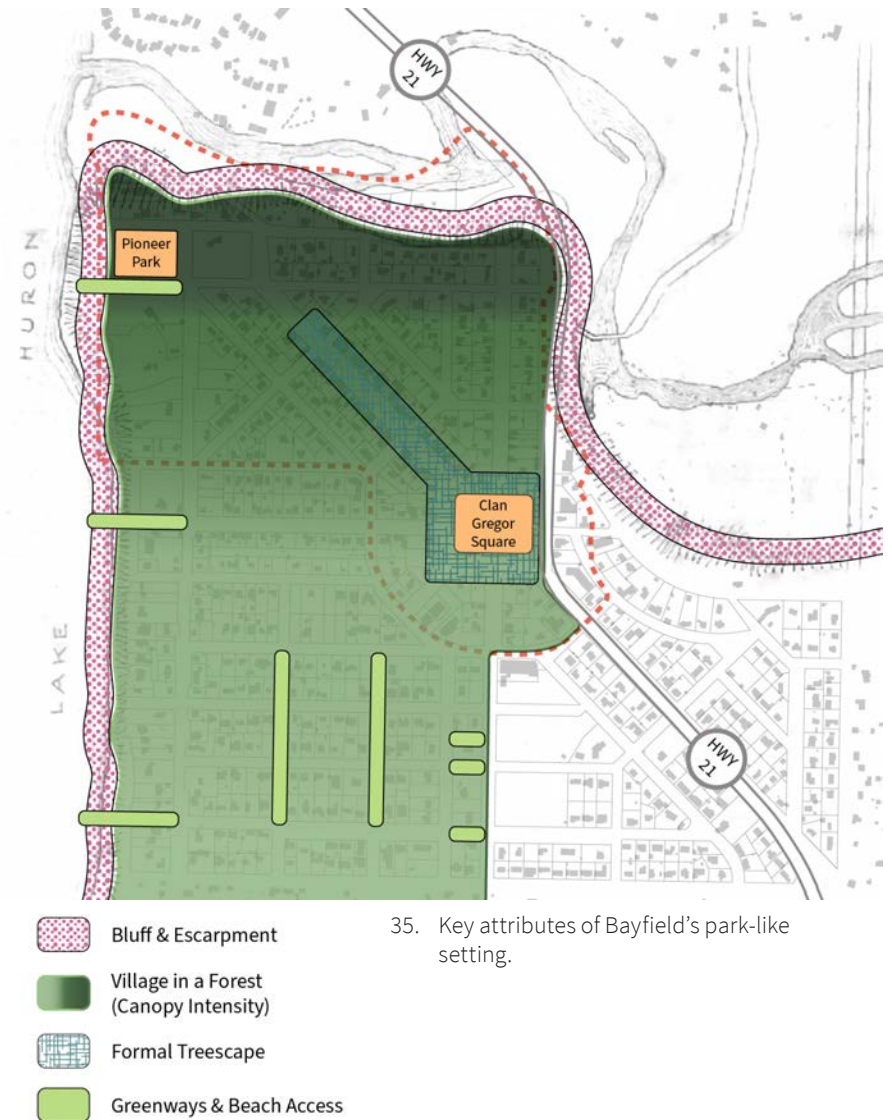 HWY
21
Pioneer
Park
HURON
Clan
Gregor
Square
LAKE
HWY
21
Bluff & Escarpment
35. Key attributes of Bayfield’s park-like
setting.
Village in a Forest
(Canopy Intensity)
Formal Treescape
Greenways & Beach Access